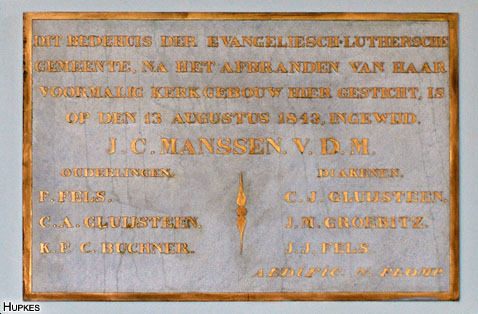 DIT BEDEHUIS DER EVANGELIESCH-LUTHERSCHE
GEMEENTE, NA HET AFBRANDEN VAN HAAR
VOORMALIG KERKGEBOUW HIER GESTICHT, IS
OP DEN 13 AUGUSTUS 1843, INGEWIJD.
J. C. MANSSEN. V. D. M.
OUDERLINGEN.
F. FELS.
C. A. GLUIJSTEEN.
K. F. C. BUCHNER.
DIAKENEN.
C. J. GLUIJSTEEN.
J. M. GROEBITZ.
J. J. FELS
AEDIFIC. N. PLOMP
HUPKES